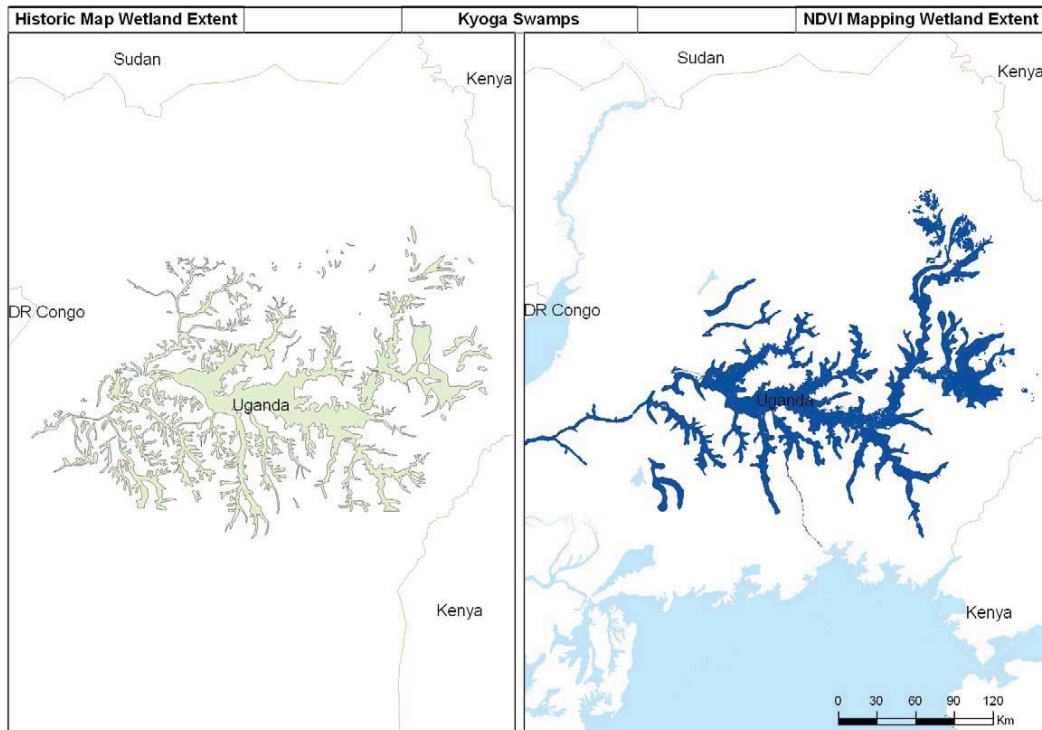 Historic Map Wetland Extent
Kyoga Swamps
NDVI Mapping Wetland Extent
Sudan
Kenya
DR Congo
Uganda
Kenya
Sudan
Kenya
DR Congo
Uganda
Kenya
0 30 60 90 120
Km